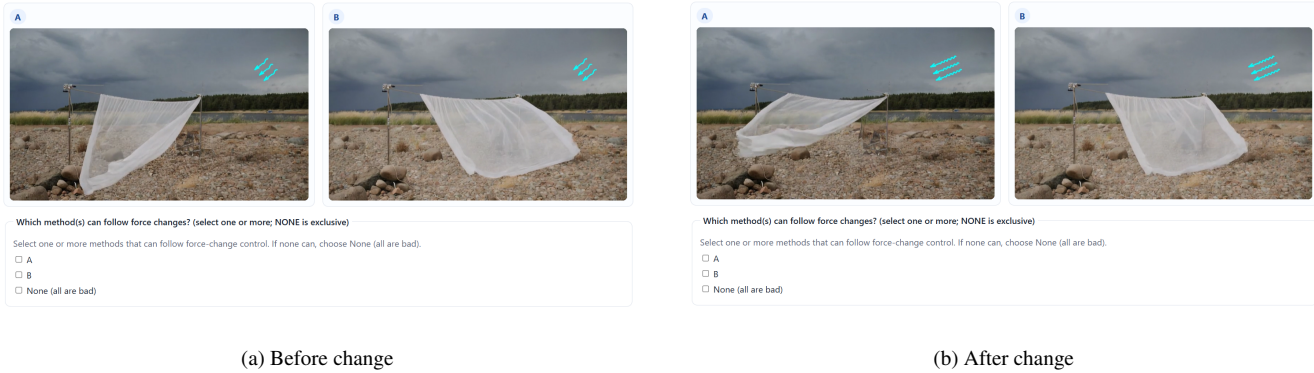 A
B
Which method(s) can follow force changes? (select one or more; NONE is exclusive)
Select one or more methods that can follow force-change control. If none can, choose None (all are bad).
A
B
None (all are bad)
(a) Before change
A
B
Which method(s) can follow force changes? (select one or more; NONE is exclusive)
Select one or more methods that can follow force-change control. If none can, choose None (all are bad).
A
B
None (all are bad)
(b) After change